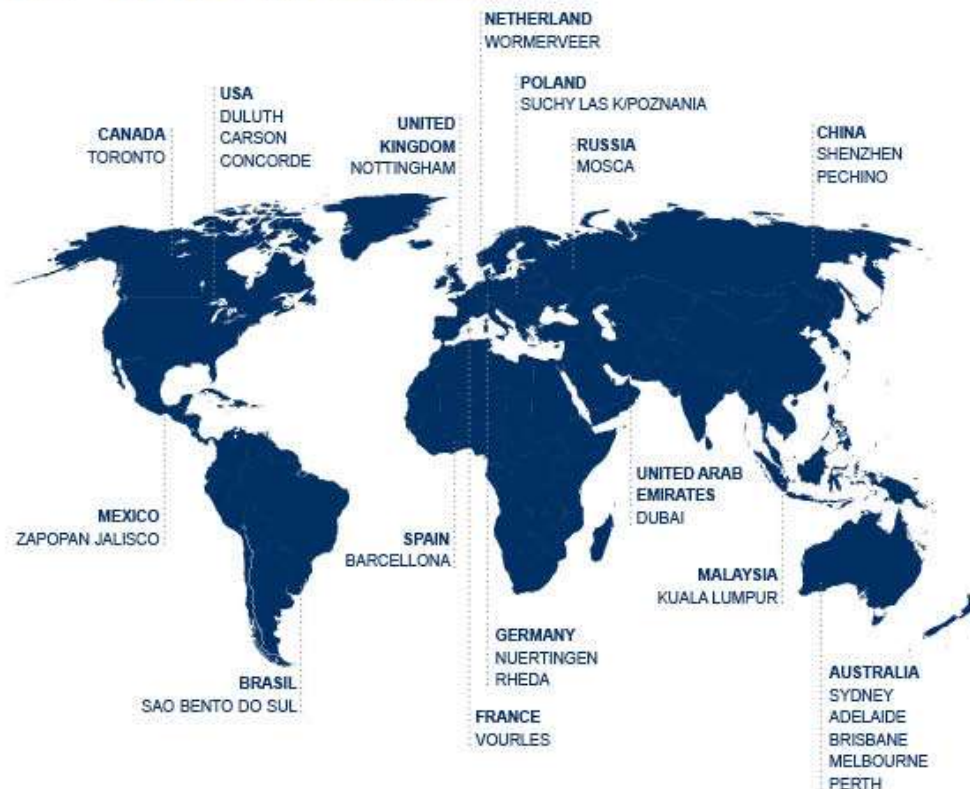 NETHERLAND
WORMERVEER
POLAND
SUCHY LAS K/POZNANIA
USA
DULUTH
CARSON
CONCORDE
CANADA
TORONTO
UNITED
KINGDOM
NOTTINGHAM
RUSSIA
MOSCA
CHINA
SHENZHEN
PECHINO
MEXICO
ZAPOPAN JALISCO
SPAIN
BARCELLONA
UNITED ARAB
EMIRATES
DUBAI
MALAYSIA
KUALA LUMPUR
BRASIL
SAO BENTO DO SUL
GERMANY
NUERTINGEN
RHEDA
FRANCE
VOURLES
AUSTRALIA
SYDNEY
ADELAIDE
BRISBANE
MELBOURNE
PERTH